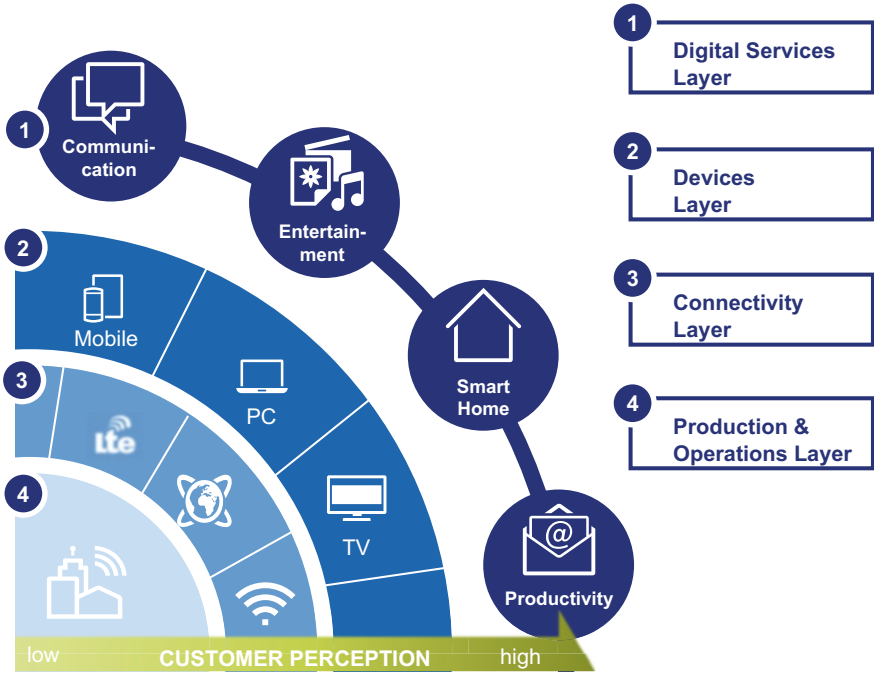 1
Communi-
cation
Entertain-
ment
Smart
Home
@
Productivity
2
Mobile
PC
TV
3
Lte
4
low
CUSTOMER PERCEPTION
high
1
Digital Services
Layer
2
Devices
Layer
3
Connectivity
Layer
4
Production &
Operations Layer